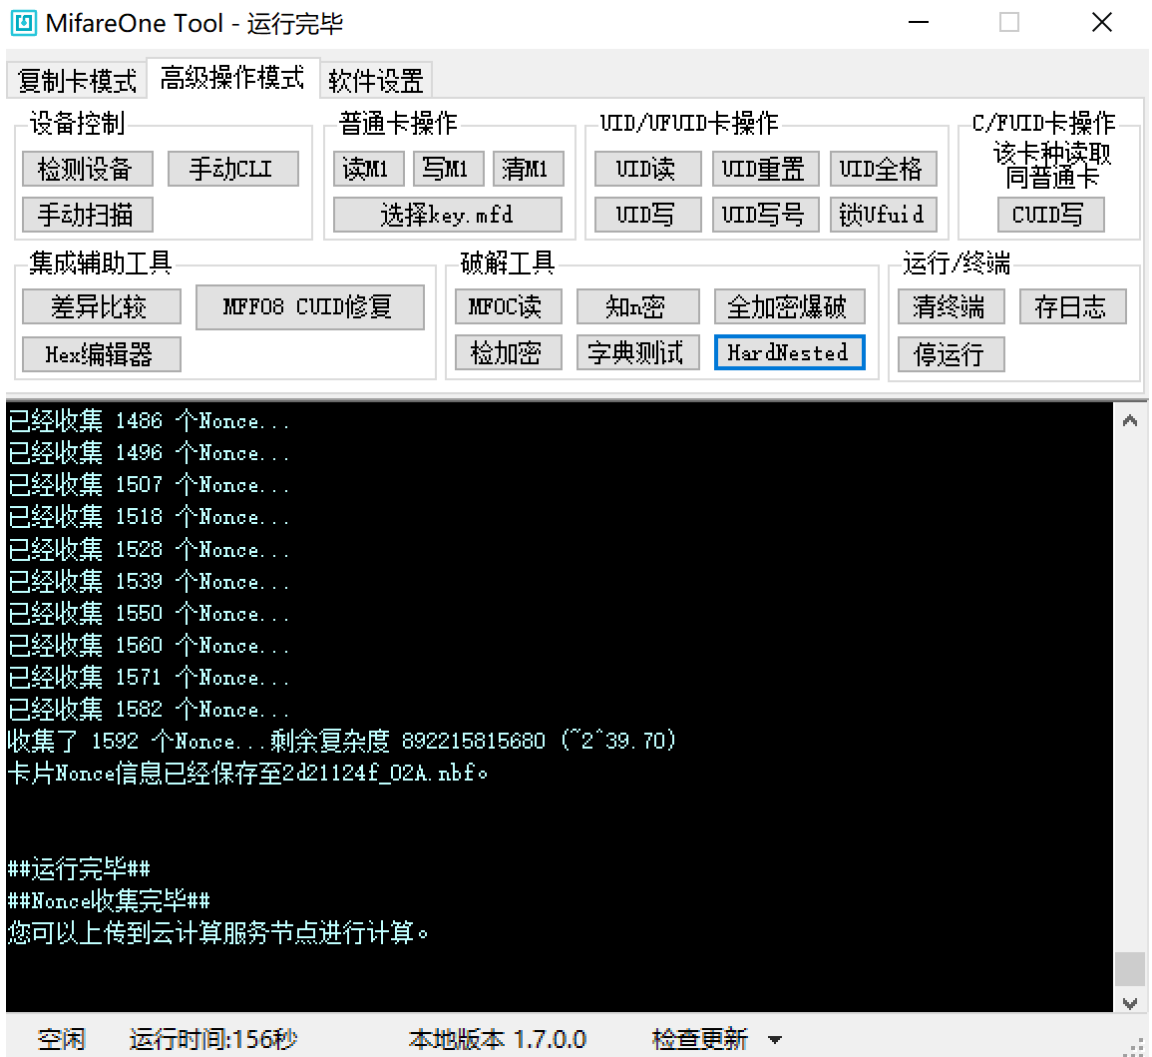 MifareOne Tool - 运行完毕
复制卡模式 高级操作模式 软件设置
设备控制 普通卡操作 UID/UFUID卡操作 C/FUID卡操作
检测设备 手动CLI 读M1 写M1 清M1 UID读 UID重置 UID全格 该卡种读取
同普通卡
手动扫描 选择key.mfd UID写 UID写号 锁Ufuid CUID写
集成辅助工具 破解工具 运行/终端
差异比较 MFF08 CUID修复 MFOC读 知n密 全加密爆破 清终端 存日志
Hex编辑器 检加密 字典测试 HardNested 停运行
已经收集 1486 个Nonce...
已经收集 1496 个Nonce...
已经收集 1507 个Nonce...
已经收集 1518 个Nonce...
已经收集 1528 个Nonce...
已经收集 1539 个Nonce...
已经收集 1550 个Nonce...
已经收集 1560 个Nonce...
已经收集 1571 个Nonce...
已经收集 1582 个Nonce...
收集了 1592 个Nonce...剩余复杂度 892215815680 (~2^39.70)
卡片Nonce信息已经保存至2d21124f_02A.nbf。
##运行完毕##
##Nonce收集完毕##
您可以上传到云计算服务节点进行计算。
空闲 运行时间:156秒 本地版本 1.7.0.0 检查更新